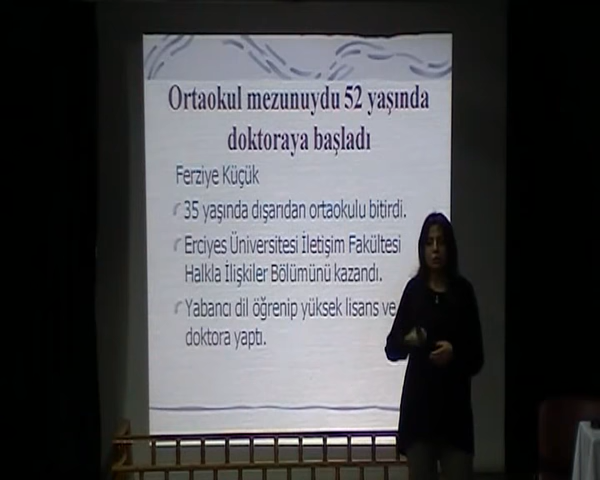 Ortaokul mezunuydu 52 yaşında
doktoraya başladı
Ferziye Küçük
35 yaşında dışarıdan ortaokulu bitirdi.
Erciyes Üniversitesi İletişim Fakültesi
Halkla İlişkiler Bölümünü kazandı.
Yabancı dil öğrenip yüksek lisans ve
doktora yaptı.